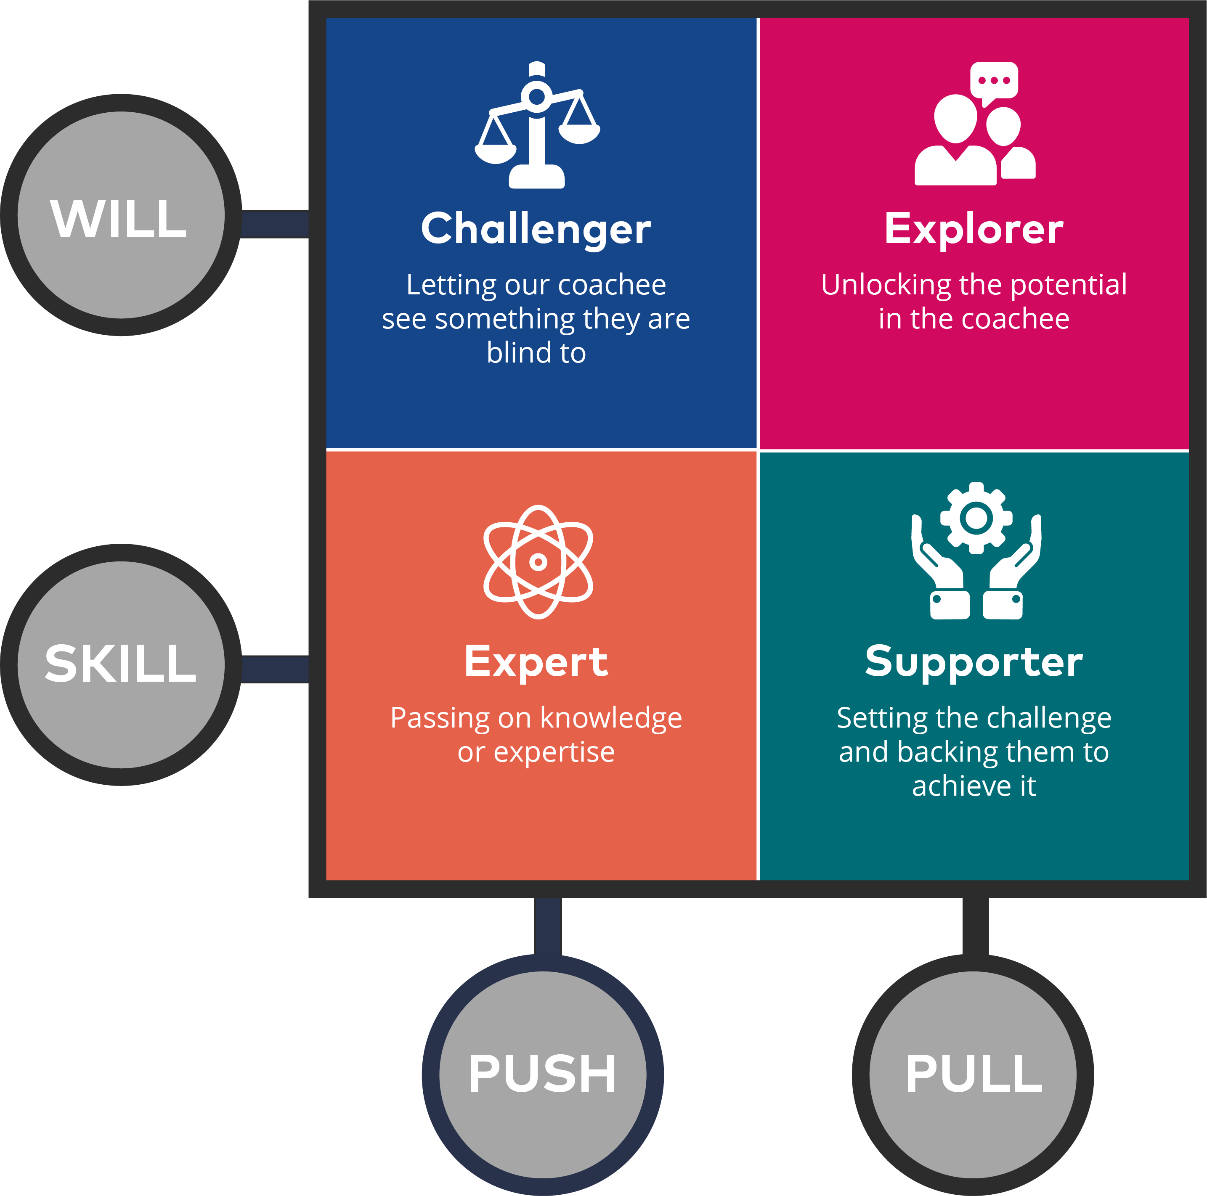 WILL
Challenger
Letting our coachee
see something they are
blind to
Explorer
Unlocking the potential
in the coachee
SKILL
Expert
Passing on knowledge
or expertise
Supporter
Setting the challenge
and backing them to
achieve it
PUSH
PULL